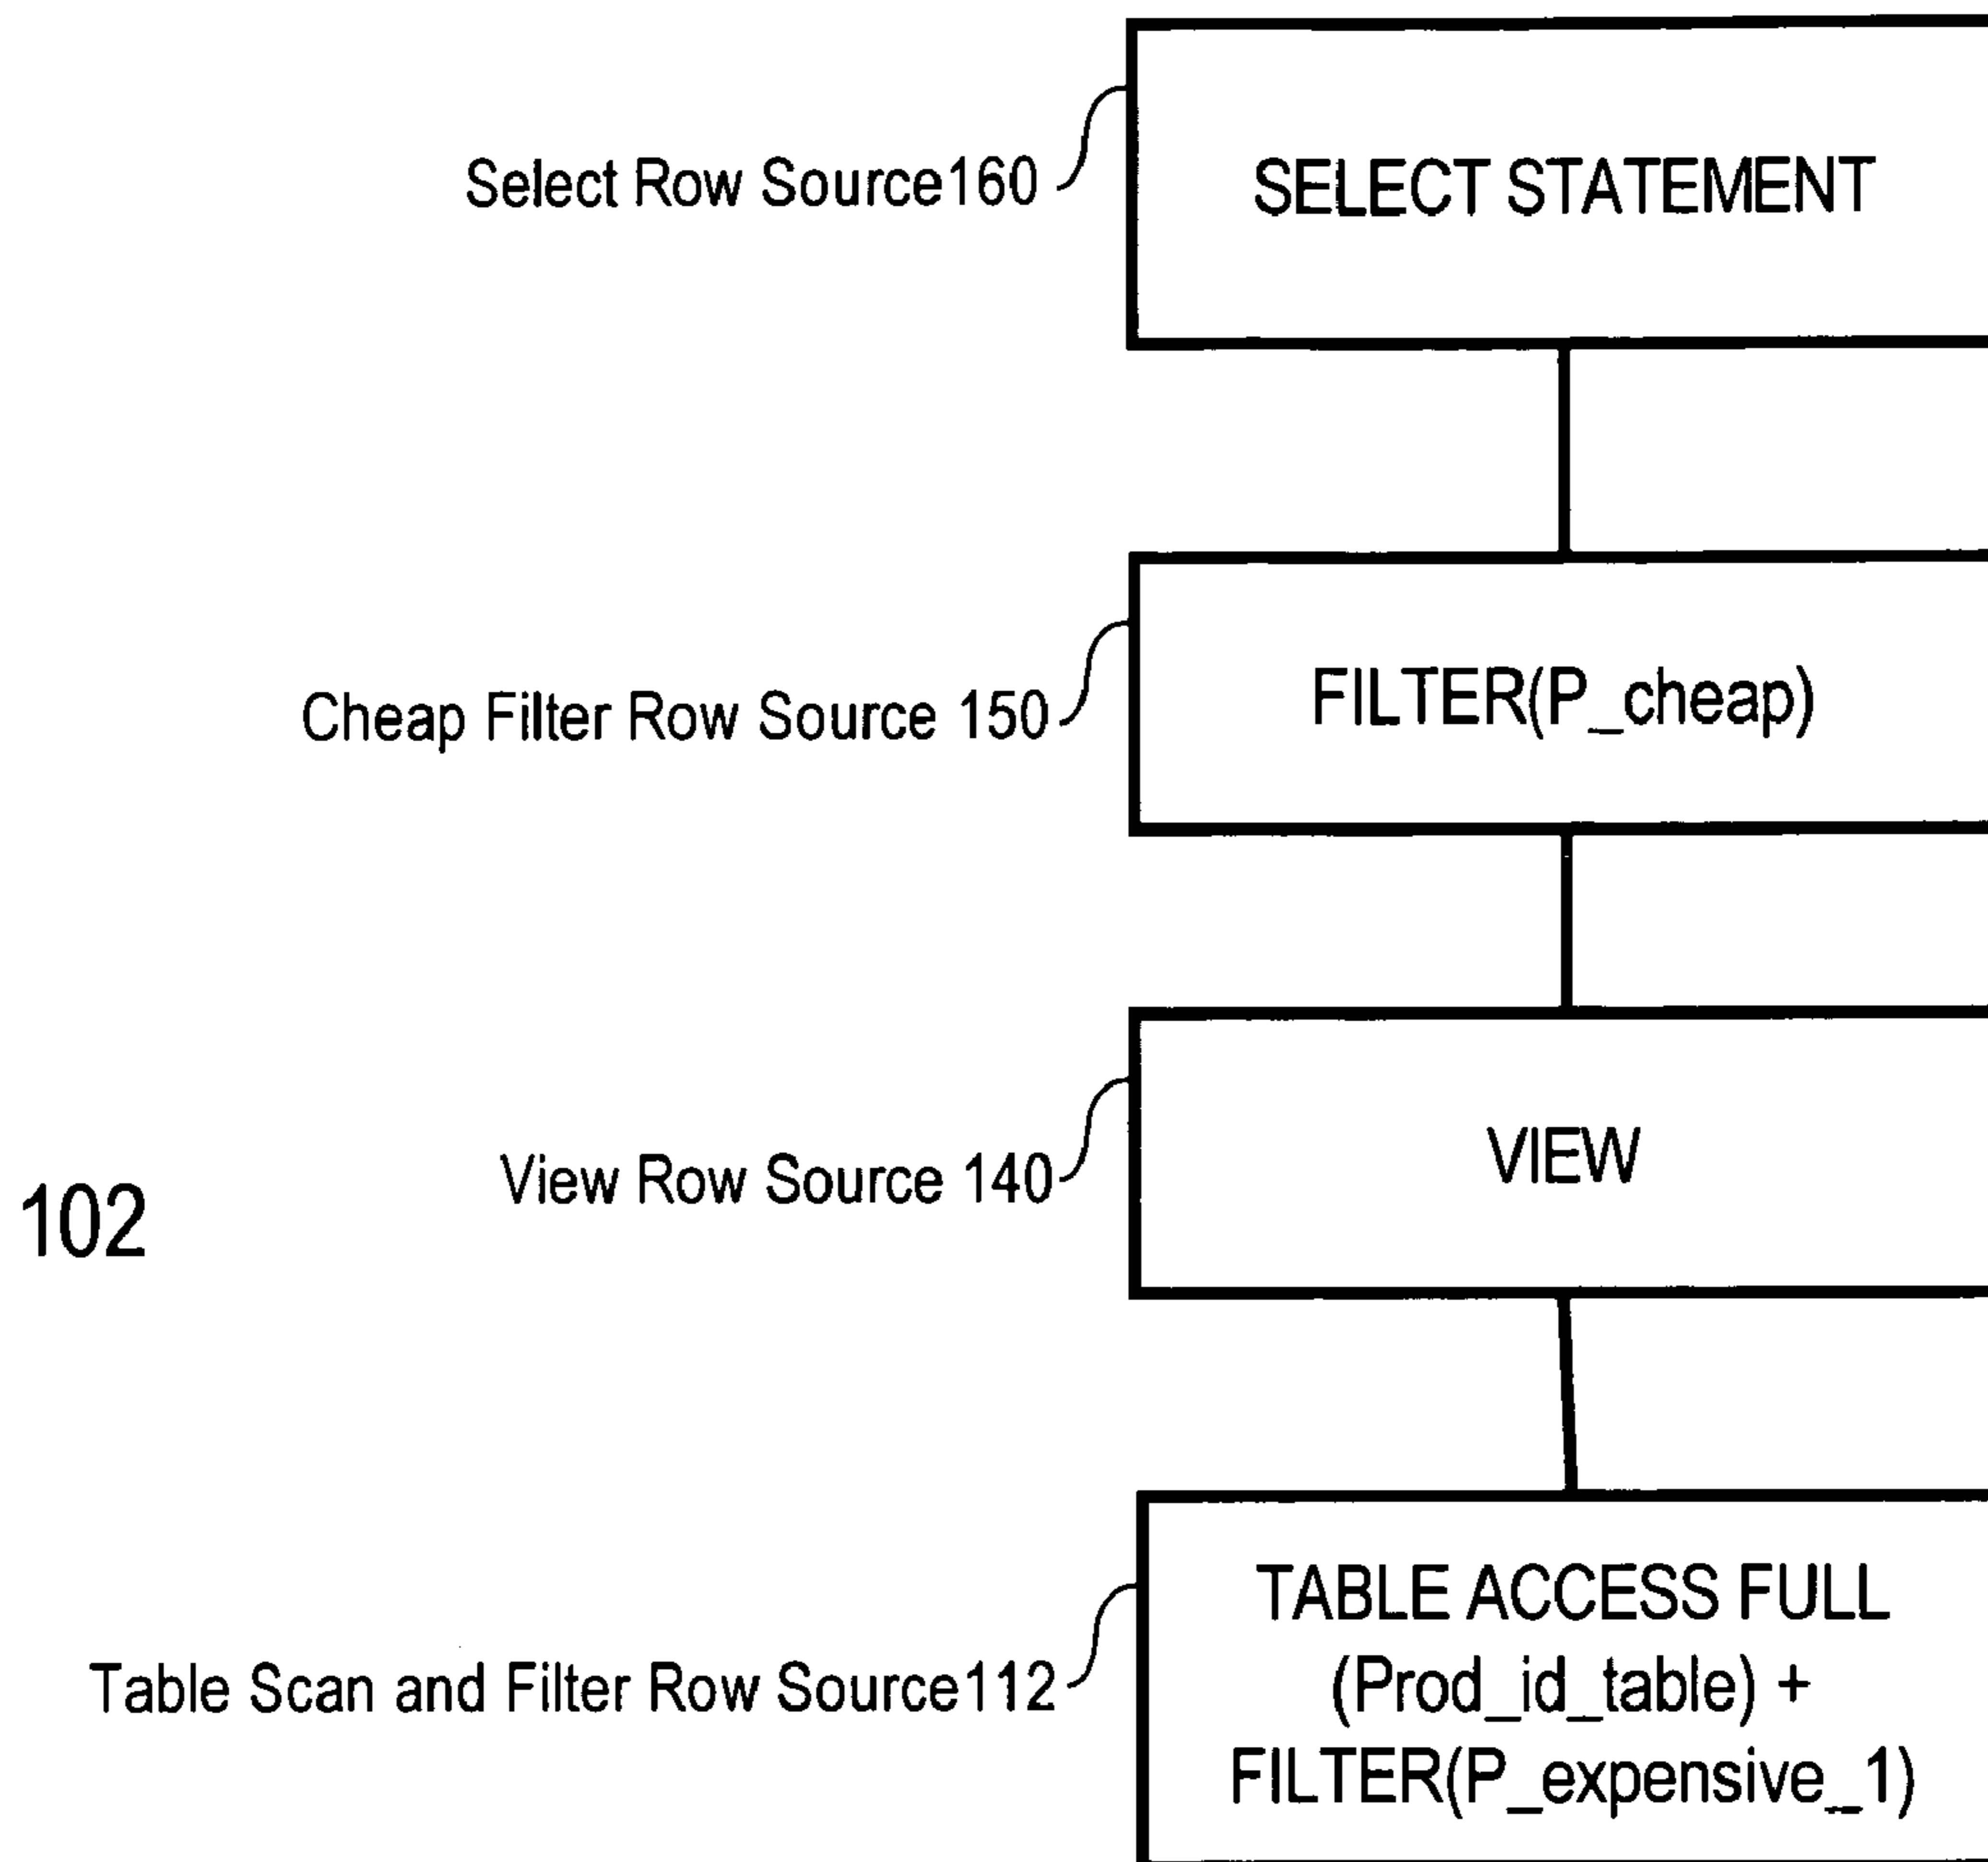 Select Row Source160
SELECT STATEMENT
Cheap Filter Row Source 150
FILTER(P_cheap)
View Row Source 140
VIEW
102
Table Scan and Filter Row Source112
TABLE ACCESS FULL
(Prod_id_table) +
FILTER(P_expensive_1)